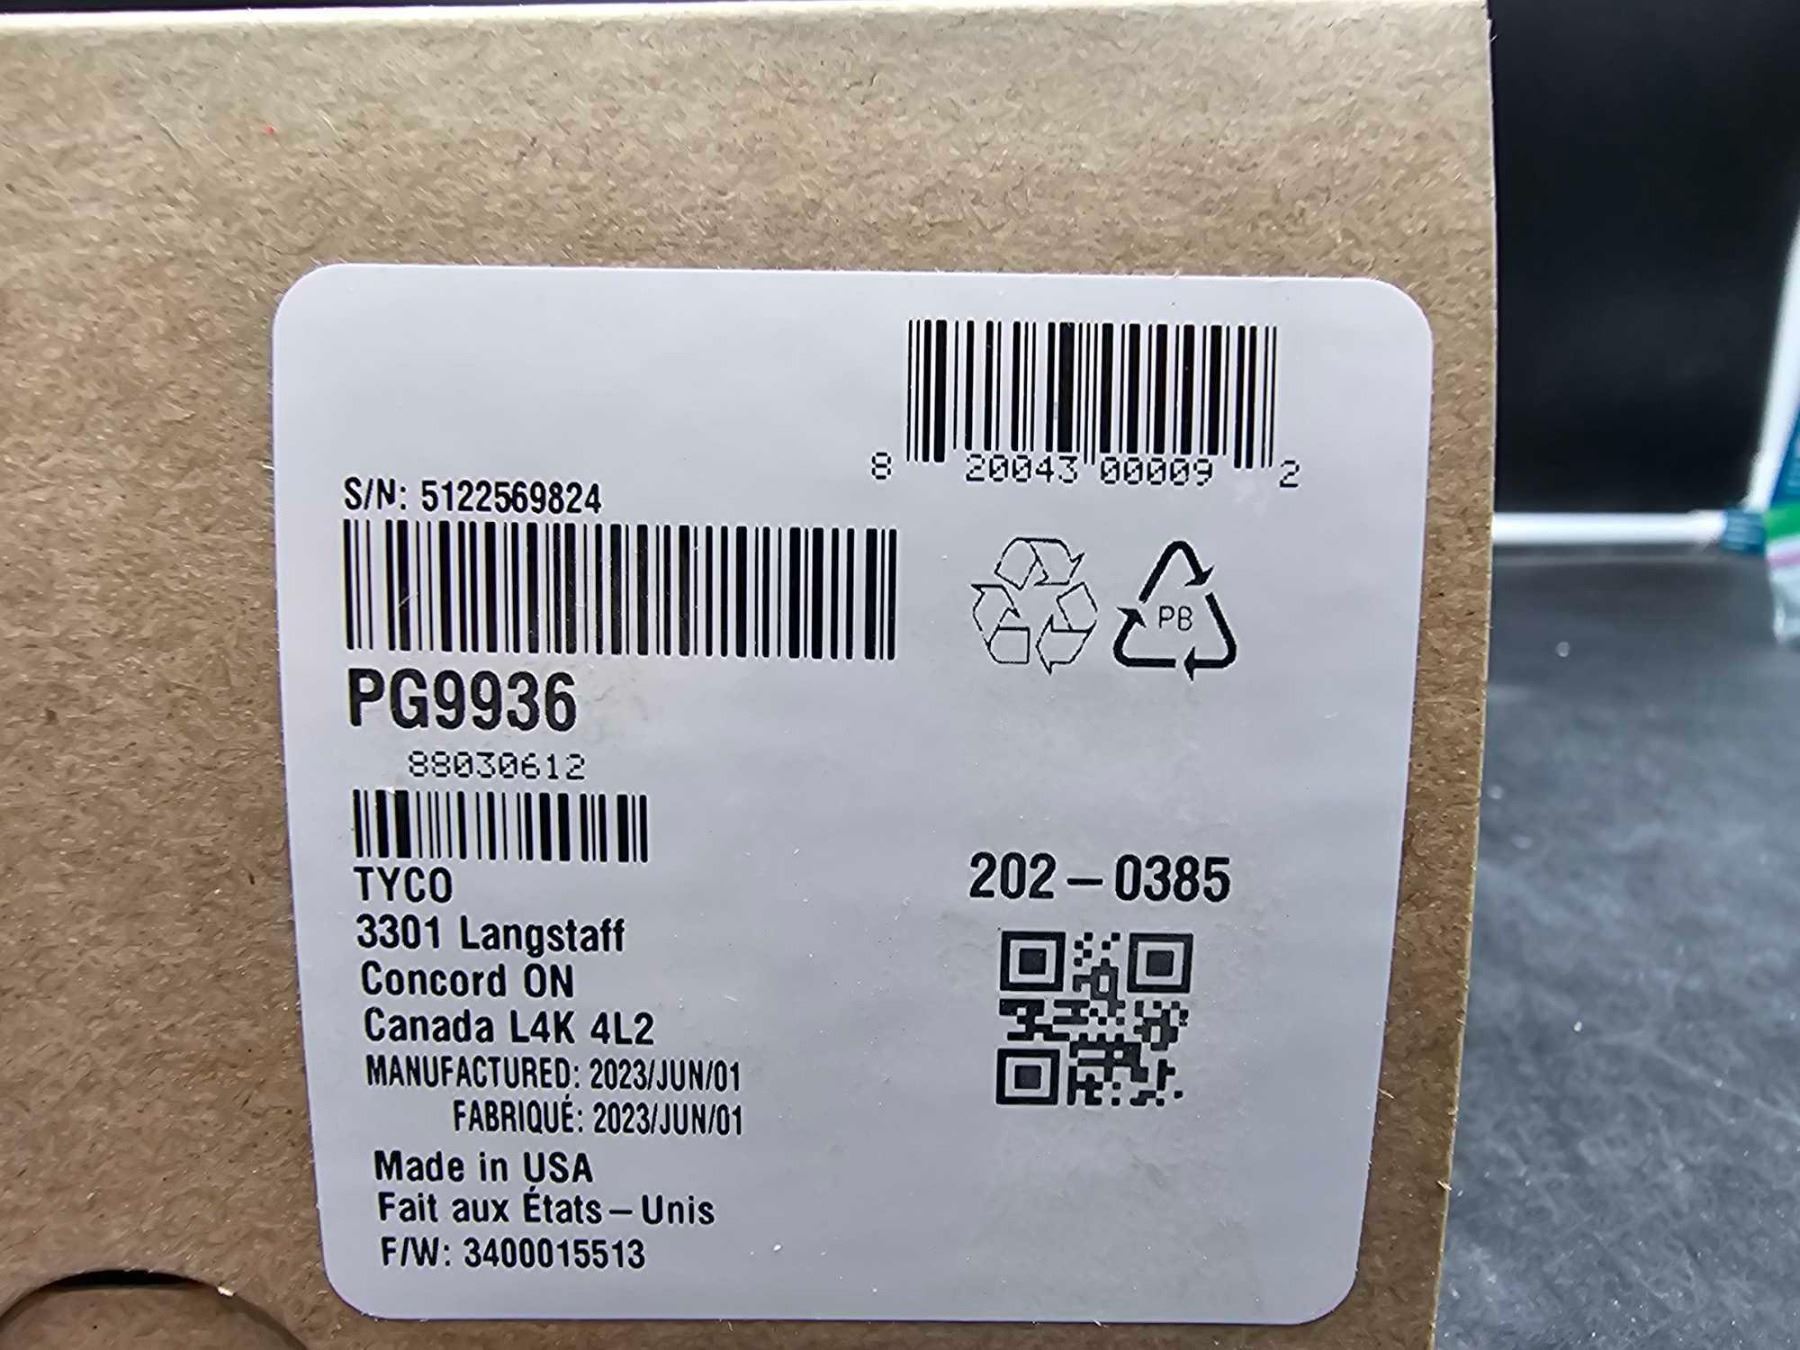 8 20043 00009 2
S/N: 5122569824
PB
PG9936
88030612
TYCO
3301 Langstaff
Concord ON
Canada L4K 4L2
MANUFACTURED: 2023/JUN/01
FABRIQUÉ: 2023/JUN/01
Made in USA
Fait aux États-Unis
F/W: 3400015513
202-0385